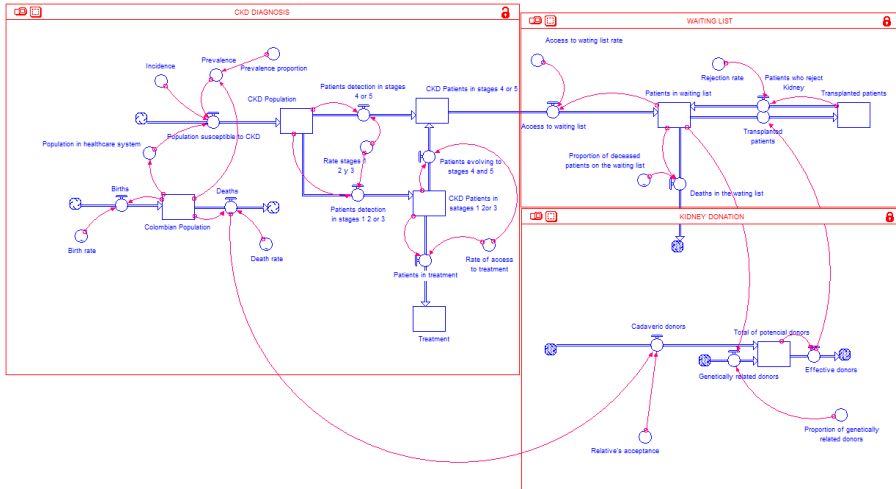 CKD DIAGNOSIS
WAITING LIST
Incidence
Prevalence
Prevalence proportion
Patients detection in stages
4 or 5
CKD Patients in stages 4 or 5
CKD Population
Population susceptible to CKD
Population in healthcare system
Rate stages 1
2 y 3
Patients evolving to
stages 4 and 5
Births
Deaths
Colombian Population
Birth rate
Death rate
Patients detection
in stages 1 2 or 3
CKD Patients in
satages 1 2or 3
Patients in treatment
Rate of access
to treatment
Treatment
Access to wating list rate
Access to waiting list
Patients in waiting list
Rejection rate
Patients who reject
Kidney
Transplanted patients
Transplanted
patients
Proportion of deceased
patients on the waiting list
Deaths in the wating list
KIDNEY DONATION
Cadaveric donors
Total of potencial donors
Genetically related donors
Effective donors
Proportion of genetically
related donors
Relative's acceptance